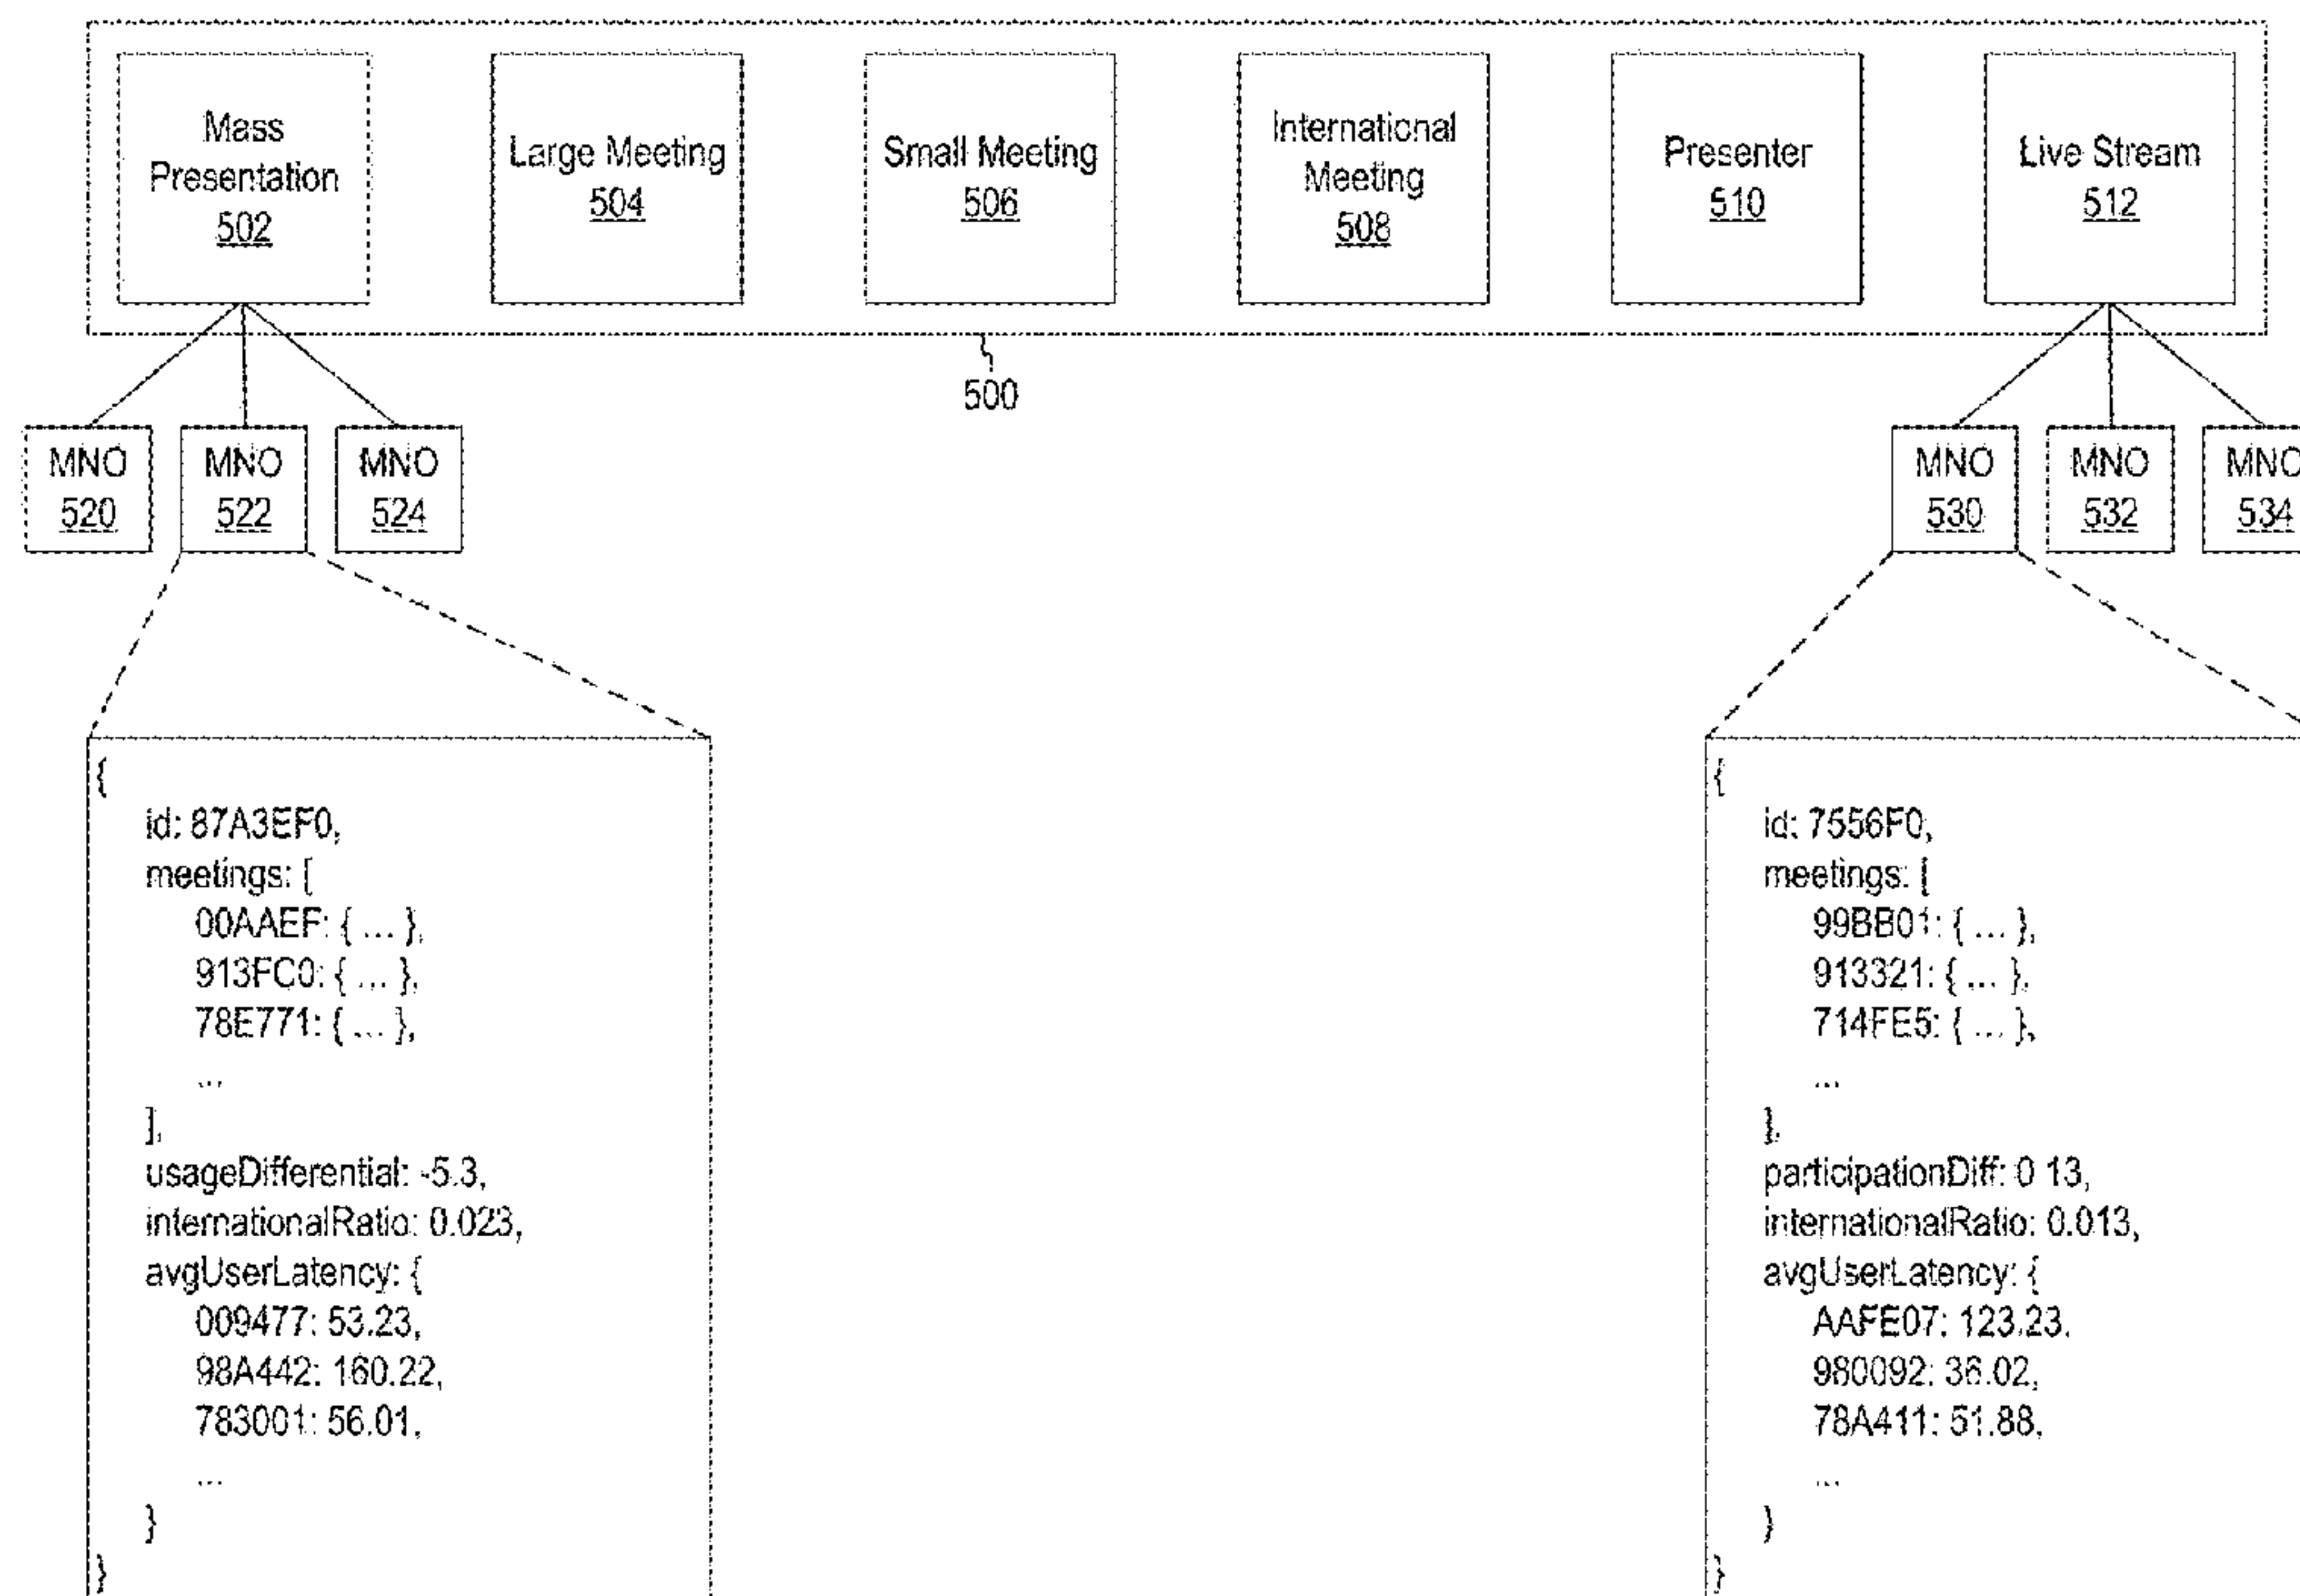 Mass
Presentation
502
Large Meeting
504
Small Meeting
506
International
Meeting
508
Presenter
510
Live Stream
512
500
MNO
520
MNO
522
MNO
524
MNO
530
MNO
532
MNO
534
{
id: 87A3EF0,
meetings: [
00AAEF: { ... },
913FC0: { ... },
78E771: { ... },
...
],
usageDifferential: -5.3,
internationalRatio: 0.023,
avgUserLatency: {
009477: 53.23,
98A442: 160.22,
783001: 56.01,
...
}
}
{
id: 7556F0,
meetings: [
99BB01: { ... },
913321: { ... },
714FE5: { ... },
...
],
participationDiff: 0.13,
internationalRatio: 0.013,
avgUserLatency: {
AAFE07: 123.23,
980092: 36.02,
78A411: 51.88,
...
}
}